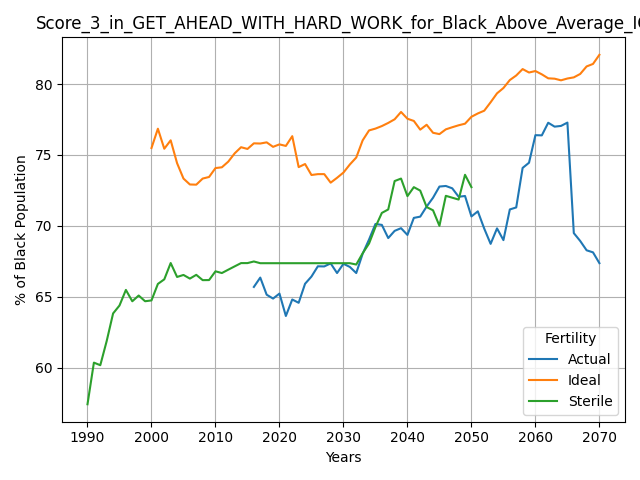 Score_3_in_GET_AHEAD_WITH_HARD_WORK_for_Black_Above_Average_IQ
% of Black Population
80
75
70
65
60
1990 2000 2010 2020 2030 2040 2050 2060 2070
Years
Fertility
Actual
Ideal
Sterile